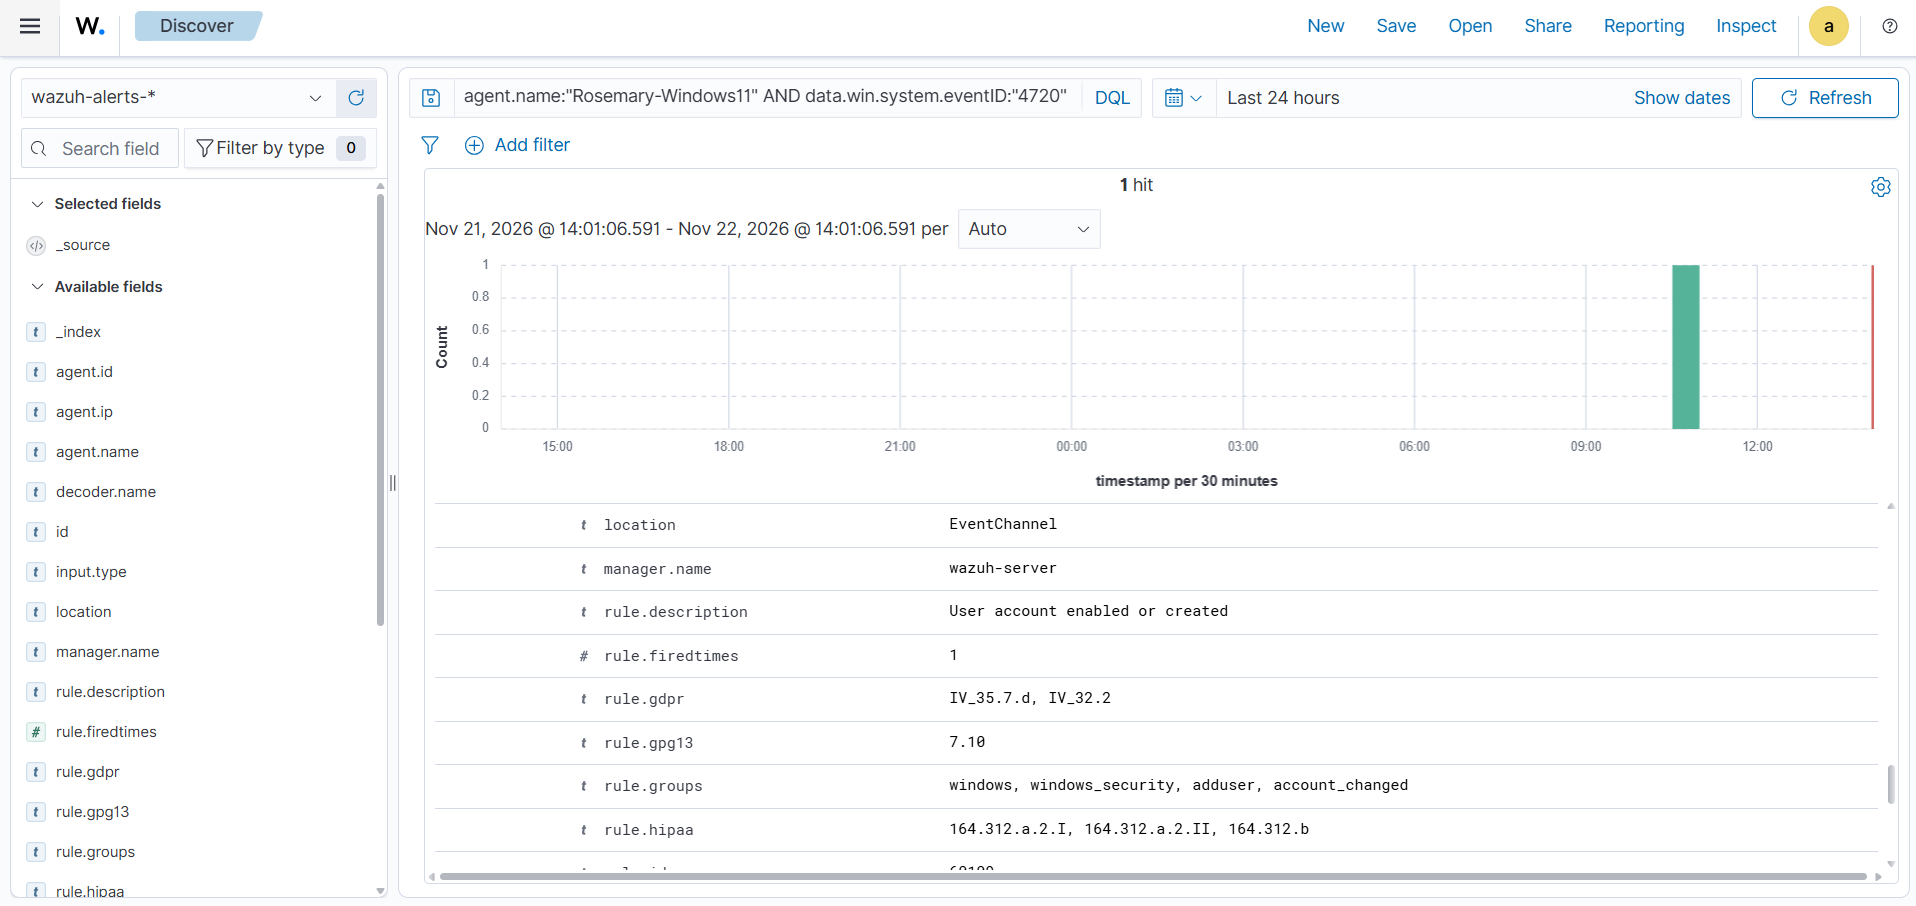 W.
Discover
New
Save
Open
Share
Reporting
Inspect
a
wazuh-alerts-*
agent.name:"Rosemary-Windows11" AND data.win.system.eventID:"4720"
DQL
Last 24 hours
Show dates
Refresh
Search field
Filter by type
0
Add filter
Selected fields
_source
Available fields
t _index
t agent.id
t agent.ip
t agent.name
t decoder.name
t id
t input.type
t location
t manager.name
t rule.description
# rule.firedtimes
t rule.gdpr
t rule.gpg13
t rule.groups
t rule.hipaa
1 hit
Nov 21, 2026 @ 14:01:06.591 - Nov 22, 2026 @ 14:01:06.591 per
Auto
Count
1
0.8
0.6
0.4
0.2
0
15:00
18:00
21:00
00:00
03:00
06:00
09:00
12:00
timestamp per 30 minutes
t location EventChannel
t manager.name wazuh-server
t rule.description User account enabled or created
# rule.firedtimes 1
t rule.gdpr IV_35.7.d, IV_32.2
t rule.gpg13 7.10
t rule.groups windows, windows_security, adduser, account_changed
t rule.hipaa 164.312.a.2.I, 164.312.a.2.II, 164.312.b